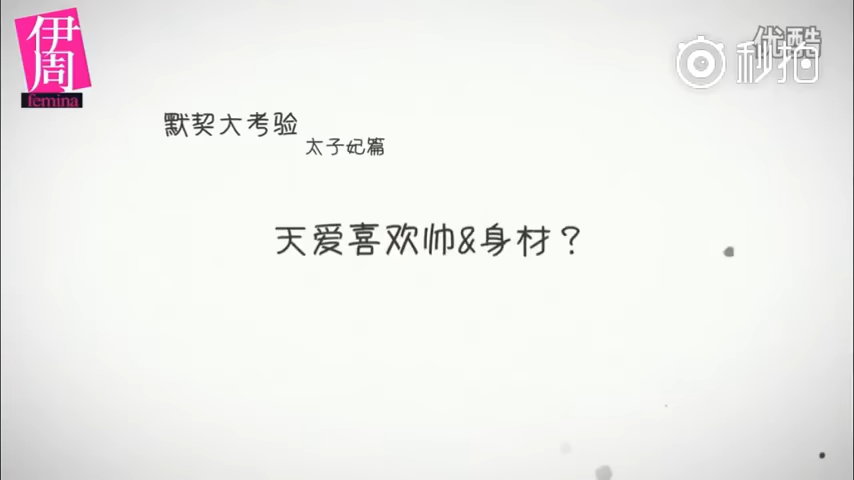 伊周
femina
优酷
秒拍
默契大考验
太子妃篇
天爱喜欢帅&身材？